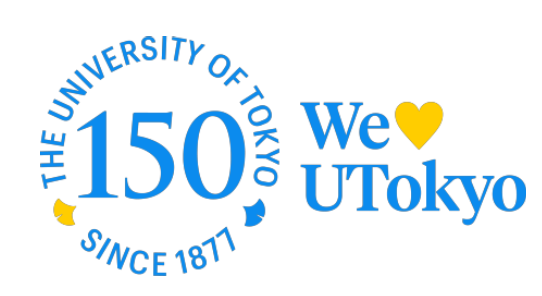 THE UNIVERSITY OF TOKYO
150
SINCE 1877
We
UTokyo